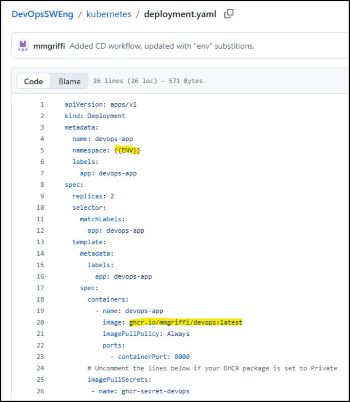 DevOpsSWEng / kubernetes / deployment.yaml
mmgriffi Added CD workflow, updated with "env" substitions.
Code Blame 26 lines (26 loc) · 571 Bytes
1 apiVersion: apps/v1
2 kind: Deployment
3 metadata:
4   name: devops-app
5   namespace: {{ENV}}
6   labels:
7     app: devops-app
8 spec:
9   replicas: 2
10   selector:
11     matchLabels:
12       app: devops-app
13   template:
14     metadata:
15       labels:
16         app: devops-app
17     spec:
18       containers:
19         - name: devops-app
20           image: ghcr.io/mmgriffi/devops:latest
21           imagePullPolicy: Always
22           ports:
23             - containerPort: 8000
24       # Uncomment the lines below if your GHCR package is set to Private
25       imagePullSecrets:
26         - name: ghcr-secret-devops